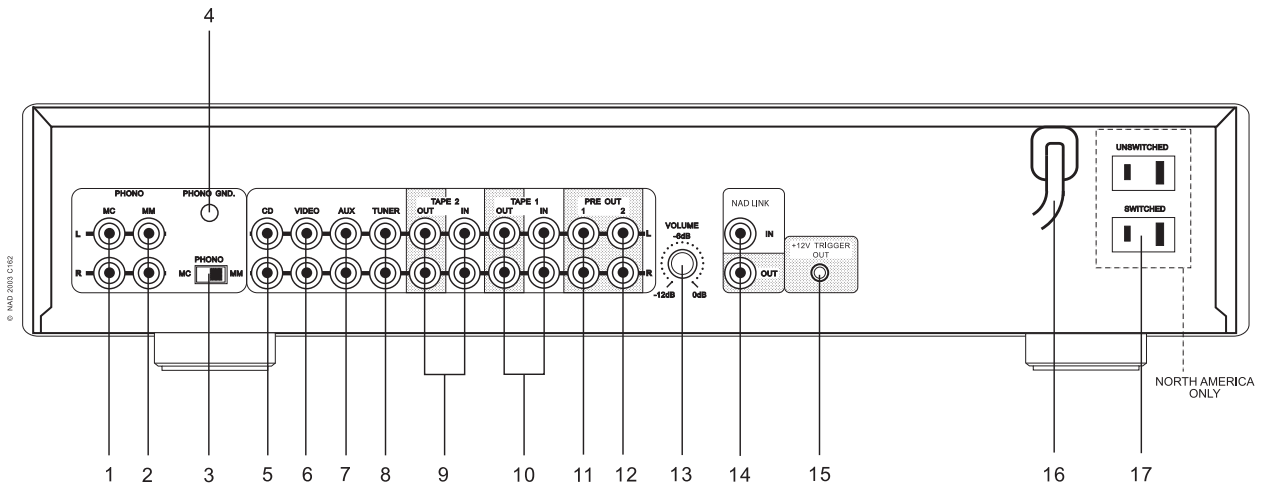 4
UNSWITCHED
SWITCHED
PHONO
PHONO GND.
MC MM
L
R
PHONO
MC MM
CD VIDEO AUX TUNER
TAPE 2
OUT IN
TAPE 1
OUT IN
PRE OUT
1 2
L
R
VOLUME
-6dB
-12dB 0dB
NAD LINK
IN
OUT
+12V TRIGGER
OUT
© NAD 2003 C162
NORTH AMERICA
ONLY
1 2 3 5 6 7 8 9 10 11 12 13 14 15 16 17